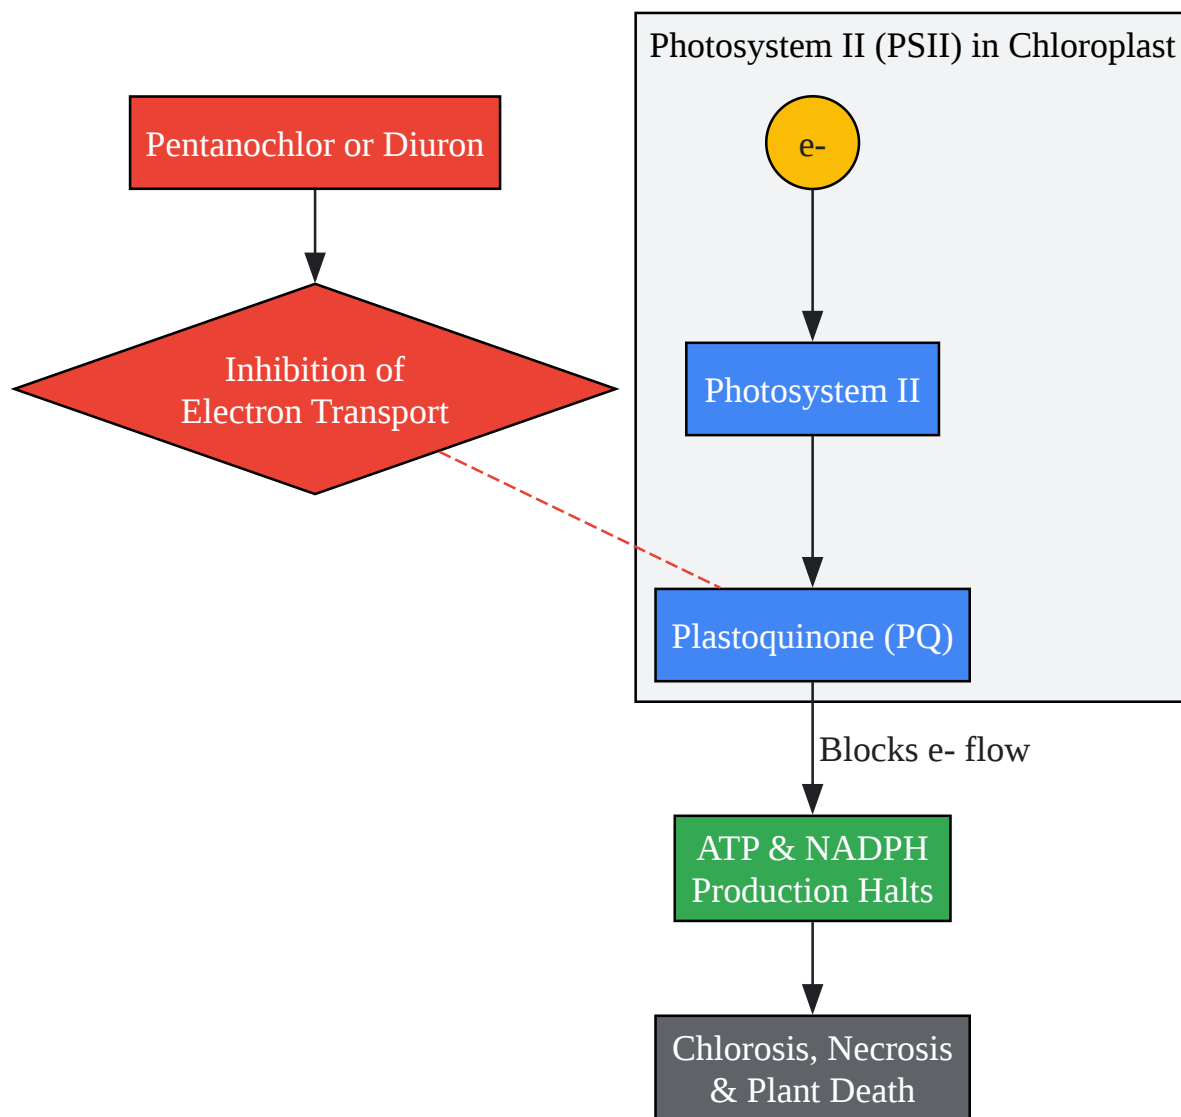 Photosystem II (PSII) in Chloroplast
Pentanochlor or Diuron
e-
Inhibition of
Electron Transport
Photosystem II
Plastoquinone (PQ)
Blocks e- flow
ATP & NADPH
Production Halts
Chlorosis, Necrosis
& Plant Death